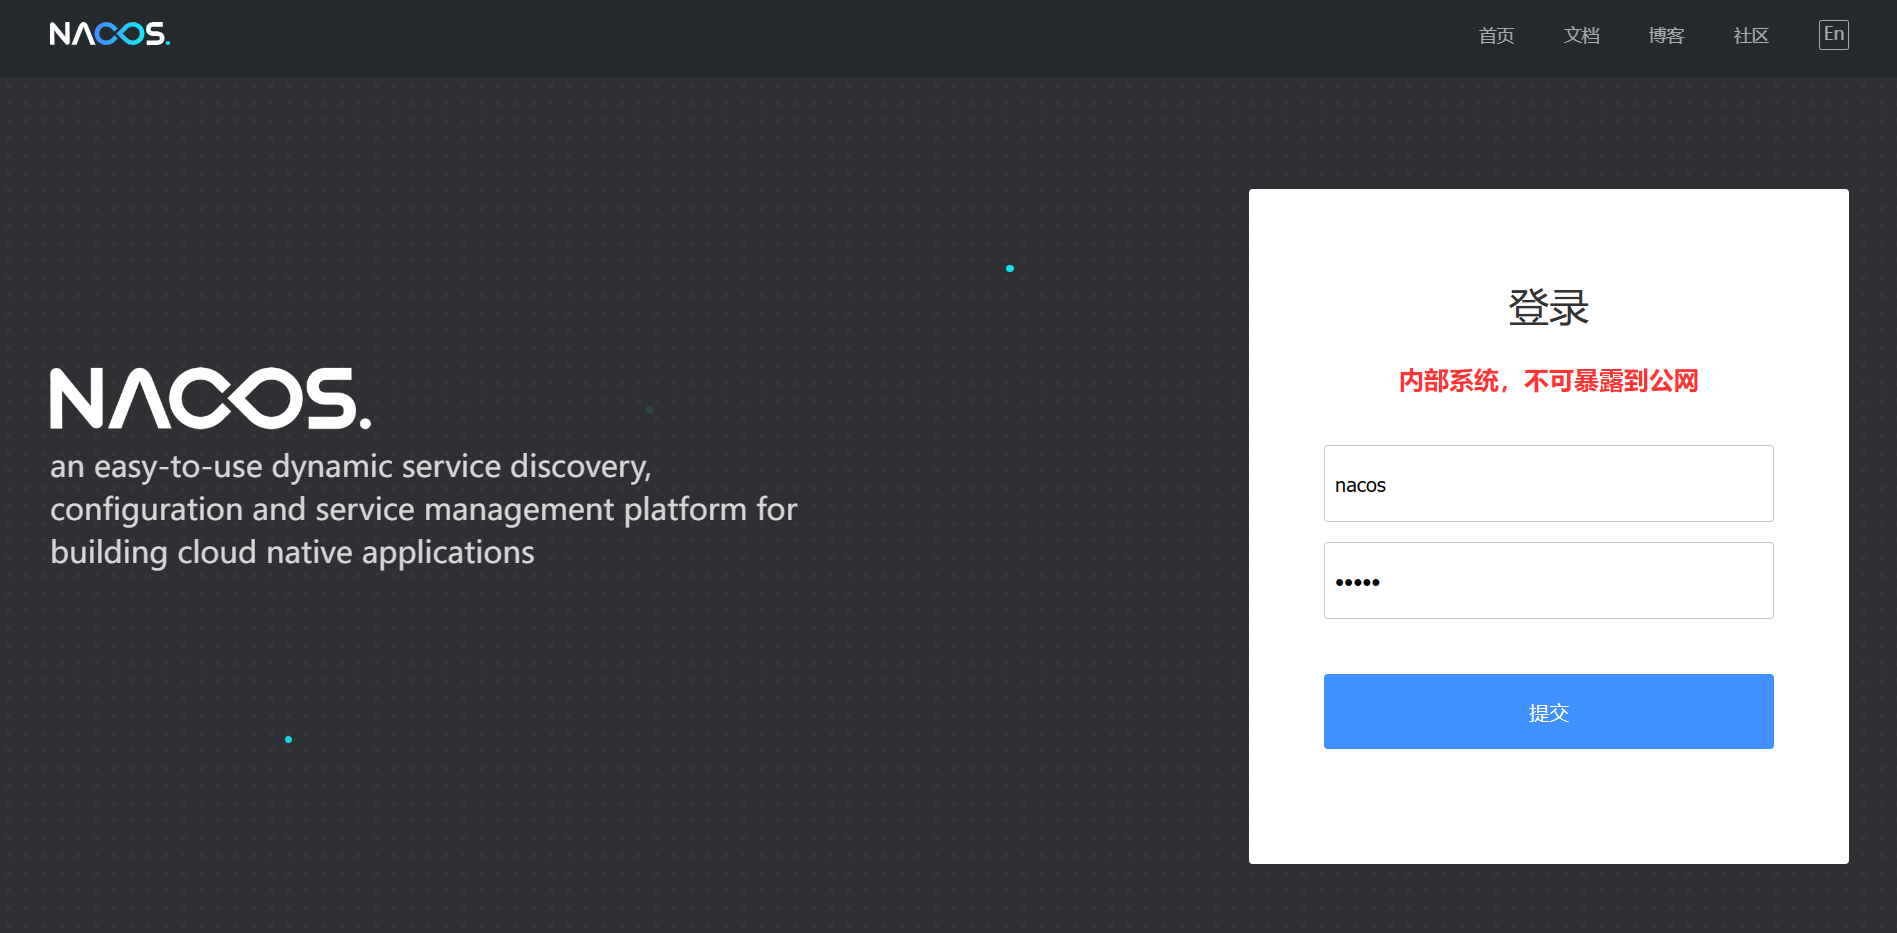 NACOS.
首页
文档
博客
社区
En
NACOS.
an easy-to-use dynamic service discovery,
configuration and service management platform for
building cloud native applications
登录
内部系统，不可暴露到公网
nacos
•••••
提交